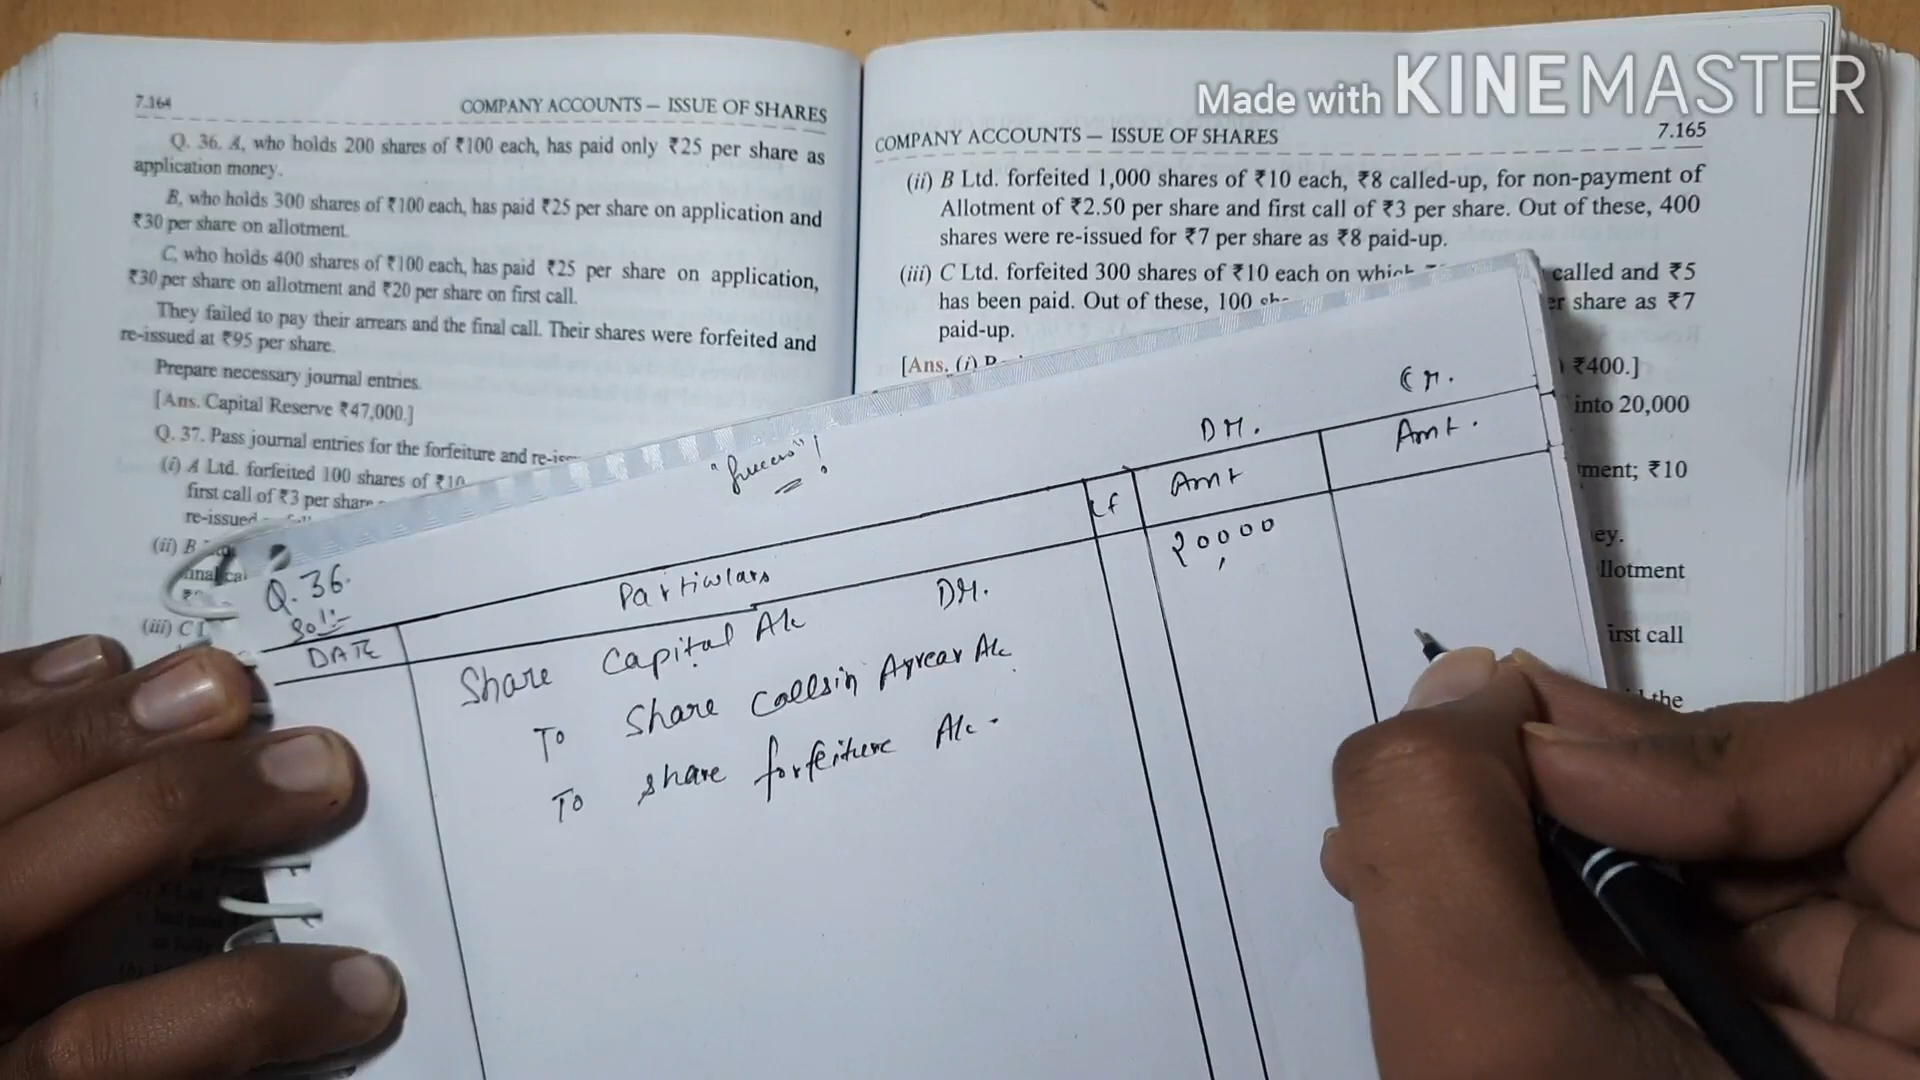 Made with KINEMASTER
7.164
COMPANY ACCOUNTS — ISSUE OF SHARES
Q. 36. A, who holds 200 shares of ₹100 each, has paid only ₹25 per share as
application money.
B, who holds 300 shares of ₹100 each, has paid ₹25 per share on application and
₹30 per share on allotment.
C, who holds 400 shares of ₹100 each, has paid ₹25 per share on application,
₹30 per share on allotment and ₹20 per share on first call.
They failed to pay their arrears and the final call. Their shares were forfeited and
re-issued at ₹95 per share.
Prepare necessary journal entries.
[Ans. Capital Reserve ₹47,000.]
Q. 37. Pass journal entries for the forfeiture and
(i) A Ltd. forfeited 100 shares of ₹10
first call of ₹3 per share
re-issued
(ii) B
(iii) C
COMPANY ACCOUNTS — ISSUE OF SHARES
7.165
(ii) B Ltd. forfeited 1,000 shares of ₹10 each, ₹8 called-up, for non-payment of
Allotment of ₹2.50 per share and first call of ₹3 per share. Out of these, 400
shares were re-issued for ₹7 per share as ₹8 paid-up.
(iii) C Ltd. forfeited 300 shares of ₹10 each on which called and ₹5
has been paid. Out of these, 100 er share as ₹7
paid-up.
[Ans. (i) ₹400.]
into 20,000
ment; ₹10
ey.
llotment
irst call
the
"Success"!
Q. 36.
Sol:-
DATE
Particulars
Lf
DR.
Amt
CR.
Amt.
Share Capital A/c DR.
20,000
To Share Callsin Arrear A/c
To share forfeiture A/c.